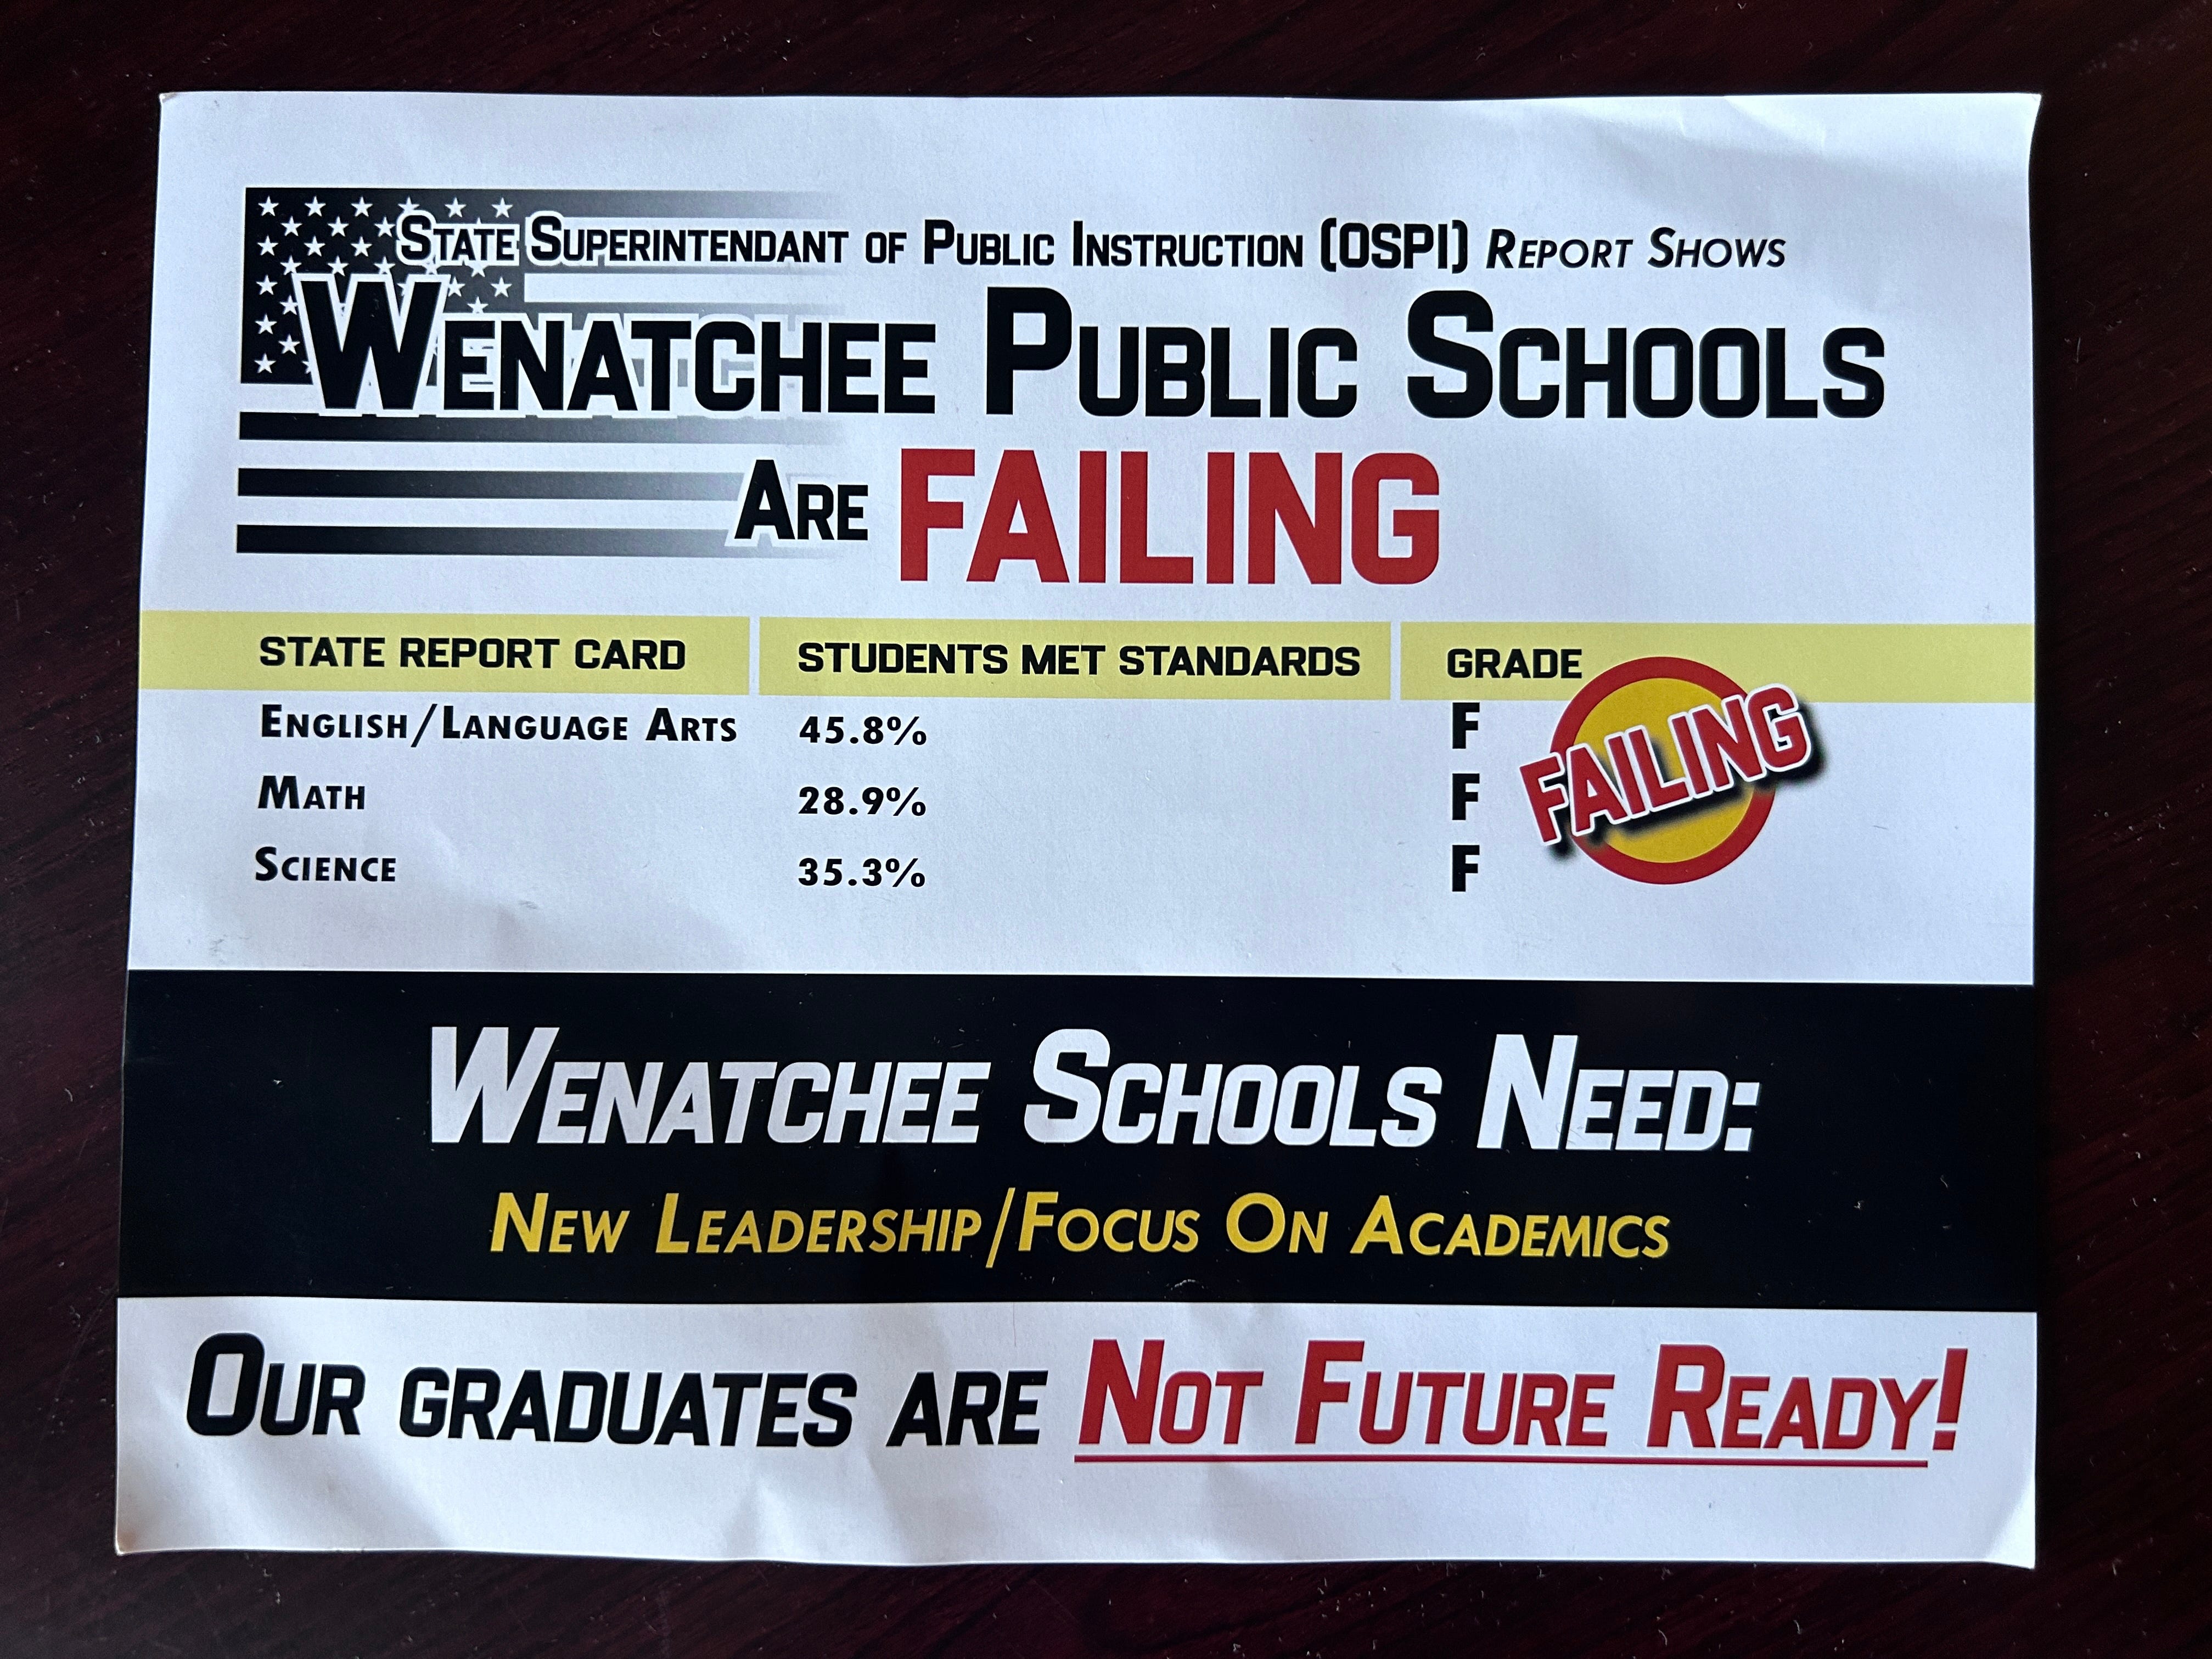 State Superintendant of Public Instruction (OSPI) Report Shows
Wenatchee Public Schools
Are FAILING
STATE REPORT CARD STUDENTS MET STANDARDS GRADE
English/Language Arts 45.8% F
Math 28.9% F
Science 35.3% F
FAILING
Wenatchee Schools Need:
New Leadership/Focus On Academics
Our graduates are Not Future Ready!